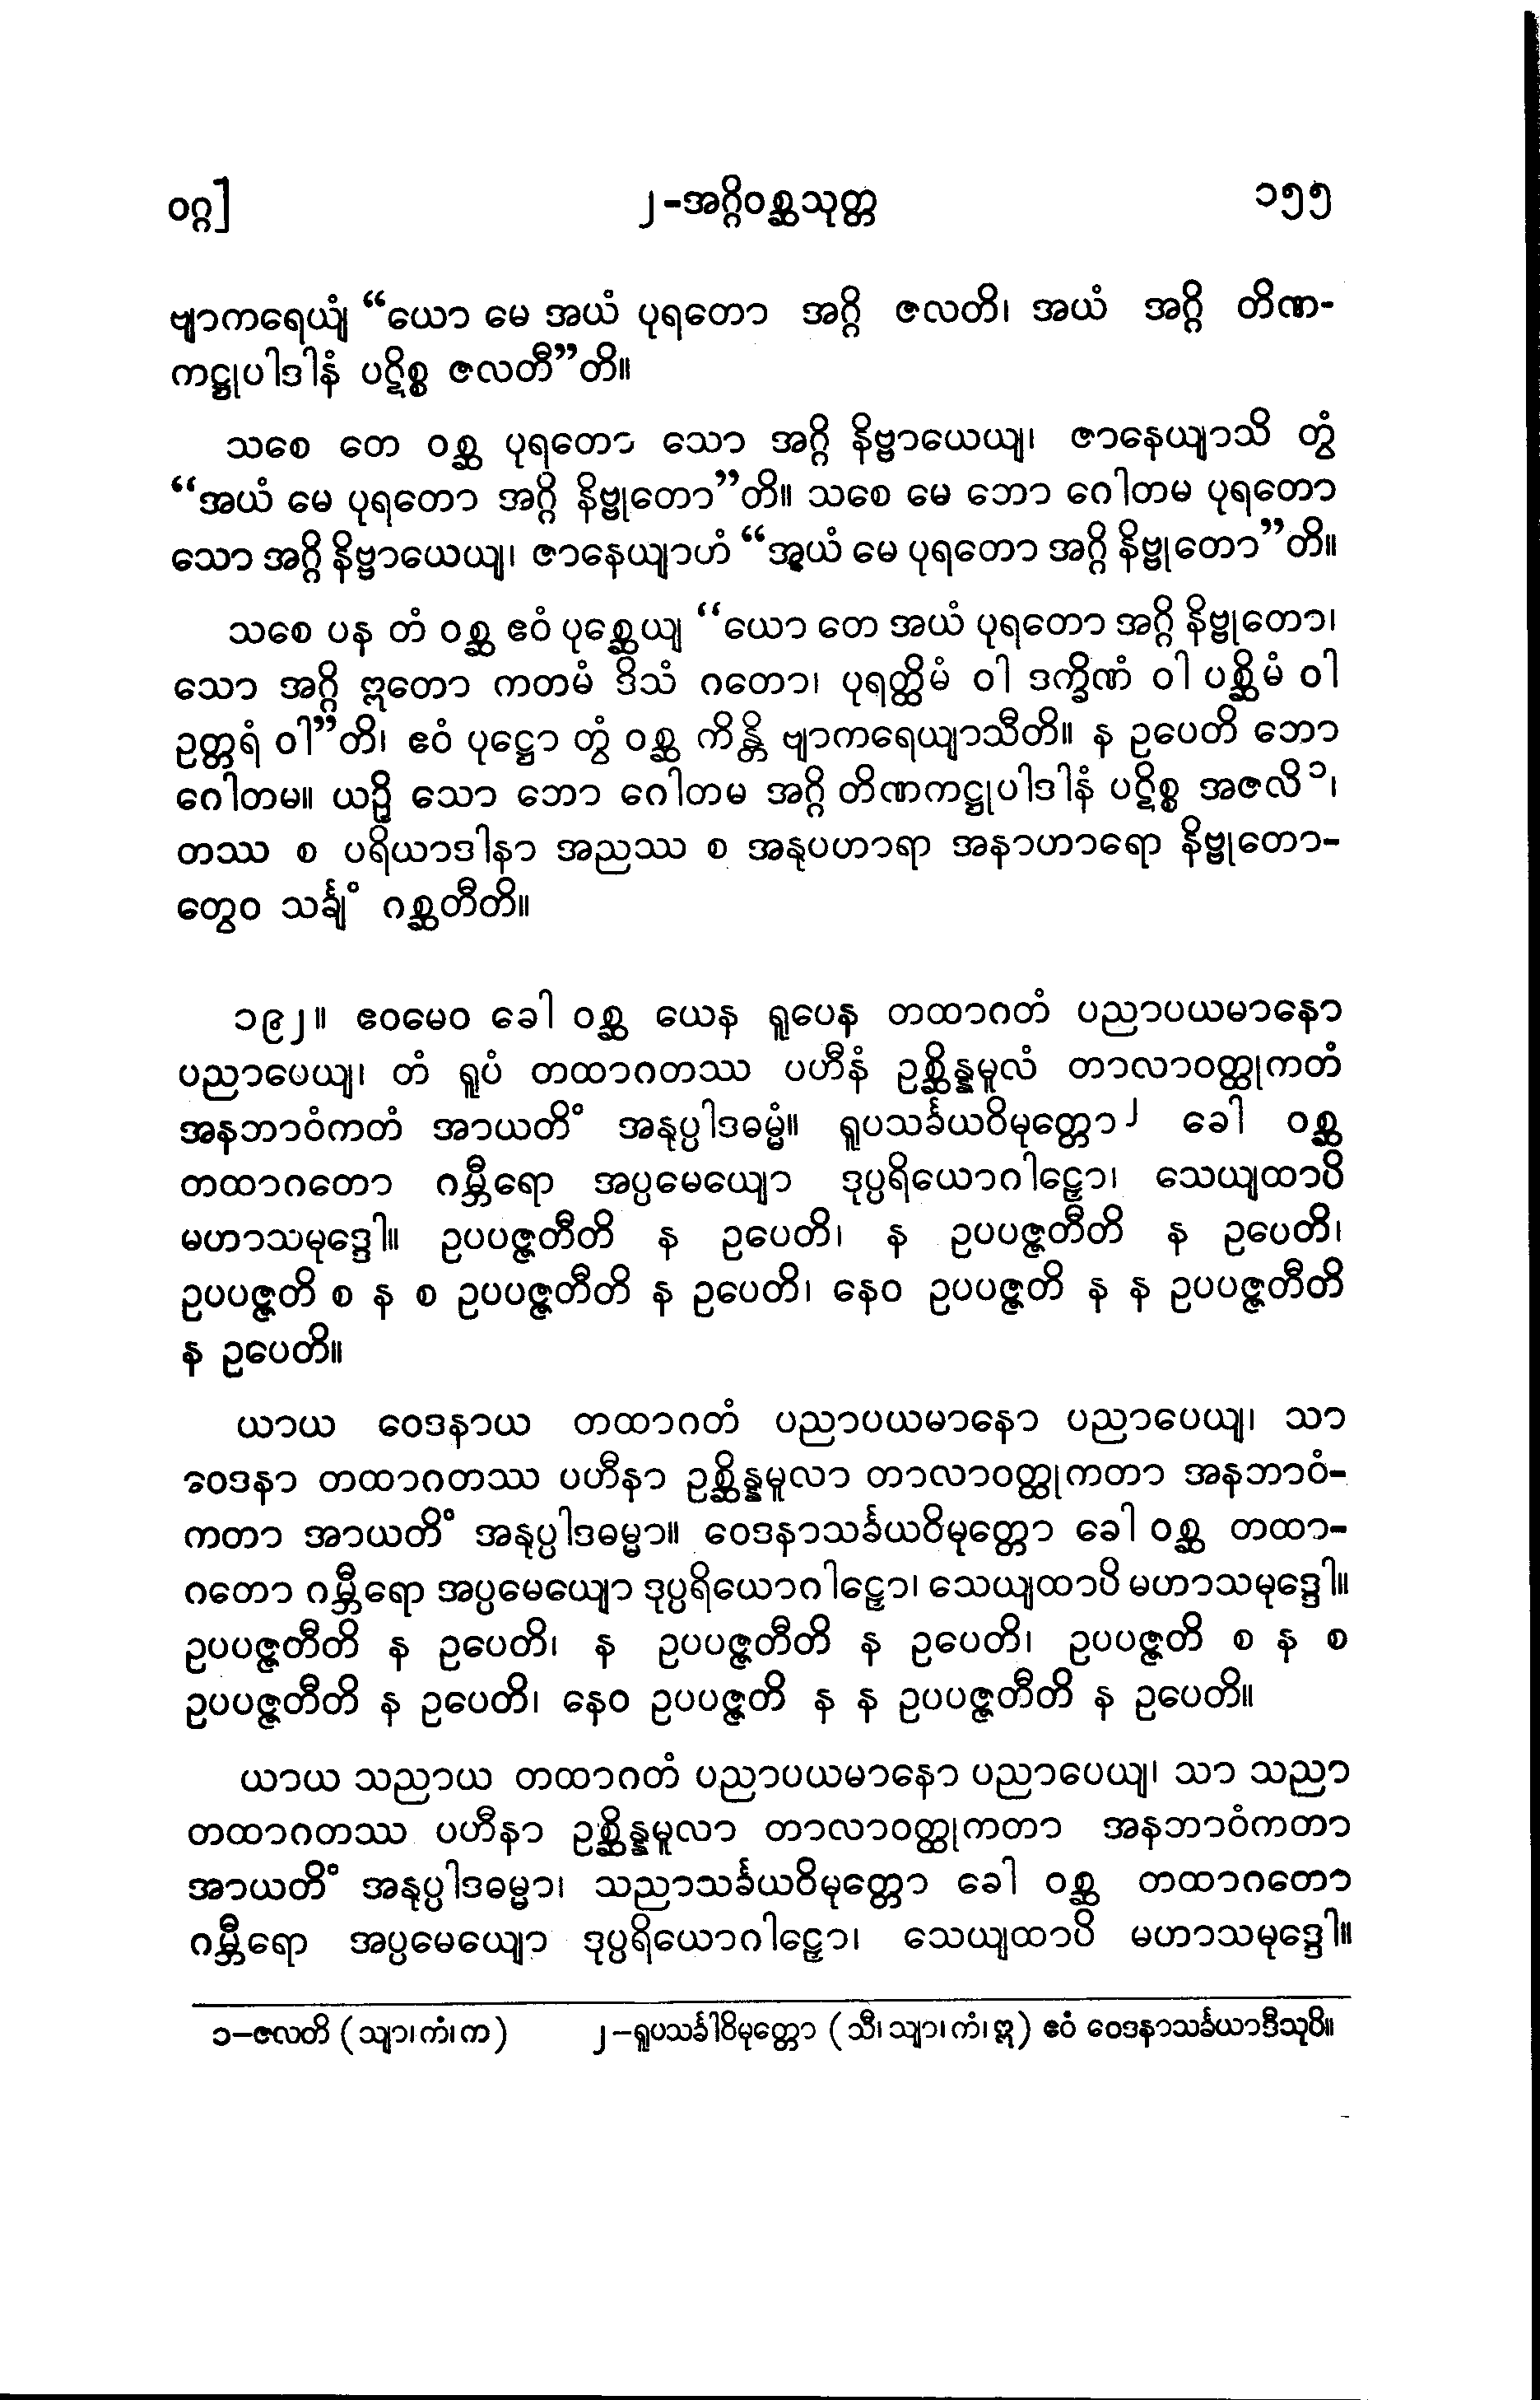 ဝဂ္ဂ] ၂-အဂ္ဂိဝစ္ဆသုတ္တ ၁၅၅
ဗျာကရေယျံ “ယော မေ အယံ ပုရတော အဂ္ဂိ ဇလတိ၊ အယံ အဂ္ဂိ တိဏ-
ကဋ္ဌုပါဒါနံ ပဋိစ္စ ဇလတီ”တိ။
သစေ တေ ဝစ္ဆ ပုရတော သော အဂ္ဂိ နိဗ္ဗာယေယျ၊ ဇာနေယျာသိ တွံ
“အယံ မေ ပုရတော အဂ္ဂိ နိဗ္ဗုတော”တိ။ သစေ မေ ဘော ဂေါတမ ပုရတော
သော အဂ္ဂိ နိဗ္ဗာယေယျ၊ ဇာနေယျာဟံ “အယံ မေ ပုရတော အဂ္ဂိ နိဗ္ဗုတော”တိ။
သစေ ပန တံ ဝစ္ဆ ဧဝံ ပုစ္ဆေယျ “ယော တေ အယံ ပုရတော အဂ္ဂိ နိဗ္ဗုတော၊
သော အဂ္ဂိ ဣတော ကတမံ ဒိသံ ဂတော၊ ပုရတ္ထိမံ ဝါ ဒက္ခိဏံ ဝါ ပစ္ဆိမံ ဝါ
ဥတ္တရံ ဝါ”တိ၊ ဧဝံ ပုဋ္ဌော တွံ ဝစ္ဆ ကိန္တိ ဗျာကရေယျာသီတိ။ န ဥပေတိ ဘော
ဂေါတမ။ ယဉှိ သော ဘော ဂေါတမ အဂ္ဂိ တိဏကဋ္ဌုပါဒါနံ ပဋိစ္စ အဇလိ၁၊
တဿ စ ပရိယာဒါနာ အညဿ စ အနုပဟာရာ အနာဟာရော နိဗ္ဗုတော-
တွေဝ သင်္ချံ ဂစ္ဆတီတိ။
၁၉၂။ ဧဝမေဝ ခေါ ဝစ္ဆ ယေန ရူပေန တထာဂတံ ပညာပယမာနော
ပညာပေယျ၊ တံ ရူပံ တထာဂတဿ ပဟီနံ ဥစ္ဆိန္နမူလံ တာလာဝတ္ထုကတံ
အနဘာဝံကတံ အာယတိံ အနုပ္ပါဒဓမ္မံ။ ရူပသင်္ခယဝိမုတ္တော၂ ခေါ ဝစ္ဆ
တထာဂတော ဂမ္ဘီရော အပ္ပမေယျော ဒုပ္ပရိယောဂါဠှော၊ သေယျထာပိ
မဟာသမုဒ္ဒေါ။ ဥပပဇ္ဇတီတိ န ဥပေတိ၊ န ဥပပဇ္ဇတီတိ န ဥပေတိ၊
ဥပပဇ္ဇတိ စ န စ ဥပပဇ္ဇတီတိ န ဥပေတိ၊ နေဝ ဥပပဇ္ဇတိ န န ဥပပဇ္ဇတီတိ
န ဥပေတိ။
ယာယ ဝေဒနာယ တထာဂတံ ပညာပယမာနော ပညာပေယျ၊ သာ
ဝေဒနာ တထာဂတဿ ပဟီနာ ဥစ္ဆိန္နမူလာ တာလာဝတ္ထုကတာ အနဘာဝံ-
ကတာ အာယတိံ အနုပ္ပါဒဓမ္မာ။ ဝေဒနာသင်္ခယဝိမုတ္တော ခေါ ဝစ္ဆ တထာ-
ဂတော ဂမ္ဘီရော အပ္ပမေယျော ဒုပ္ပရိယောဂါဠှော၊ သေယျထာပိ မဟာသမုဒ္ဒေါ။
ဥပပဇ္ဇတီတိ န ဥပေတိ၊ န ဥပပဇ္ဇတီတိ န ဥပေတိ၊ ဥပပဇ္ဇတိ စ န စ
ဥပပဇ္ဇတီတိ န ဥပေတိ၊ နေဝ ဥပပဇ္ဇတိ န န ဥပပဇ္ဇတီတိ န ဥပေတိ။
ယာယ သညာယ တထာဂတံ ပညာပယမာနော ပညာပေယျ၊ သာ သညာ
တထာဂတဿ ပဟီနာ ဥစ္ဆိန္နမူလာ တာလာဝတ္ထုကတာ အနဘာဝံကတာ
အာယတိံ အနုပ္ပါဒဓမ္မာ၊ သညာသင်္ခယဝိမုတ္တော ခေါ ဝစ္ဆ တထာဂတော
ဂမ္ဘီရော အပ္ပမေယျော ဒုပ္ပရိယောဂါဠှော၊ သေယျထာပိ မဟာသမုဒ္ဒေါ။
၁-ဇလတိ (သျာ၊ ကံ၊ က) ၂-ရူပသင်္ခါဝိမုတ္တော (သီ၊ သျာ၊ ကံ၊ ဣ) ဧဝံ ဝေဒနာသင်္ခယာဒီသုပိ။